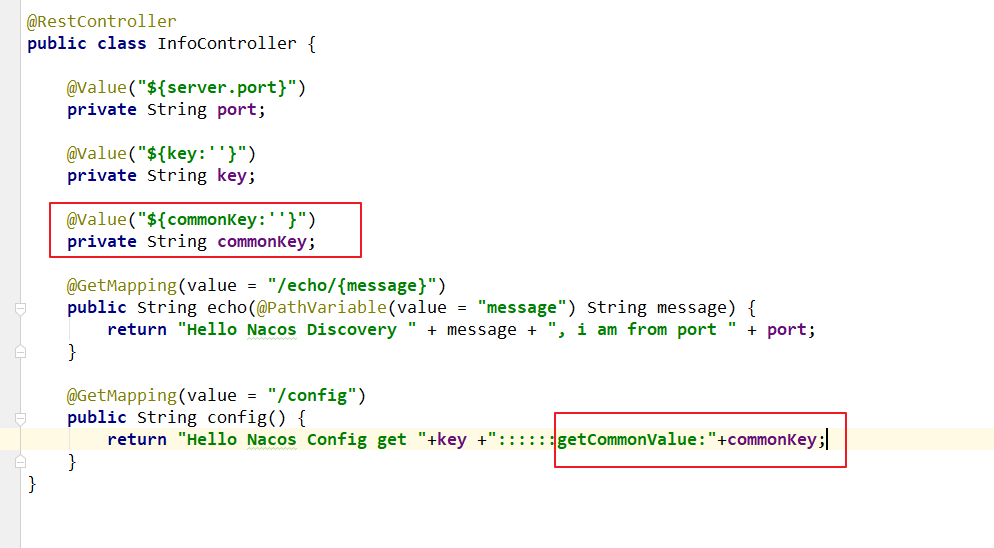 @RestController
public class InfoController {
@Value("${server.port}")
private String port;
@Value("${key:''}")
private String key;
@Value("${commonKey:''}")
private String commonKey;
@GetMapping(value = "/echo/{message}")
public String echo(@PathVariable(value = "message") String message) {
return "Hello Nacos Discovery " + message + ", i am from port " + port;
}
@GetMapping(value = "/config")
public String config() {
return "Hello Nacos Config get "+key +"::::::getCommonValue:"+commonKey;
}
}